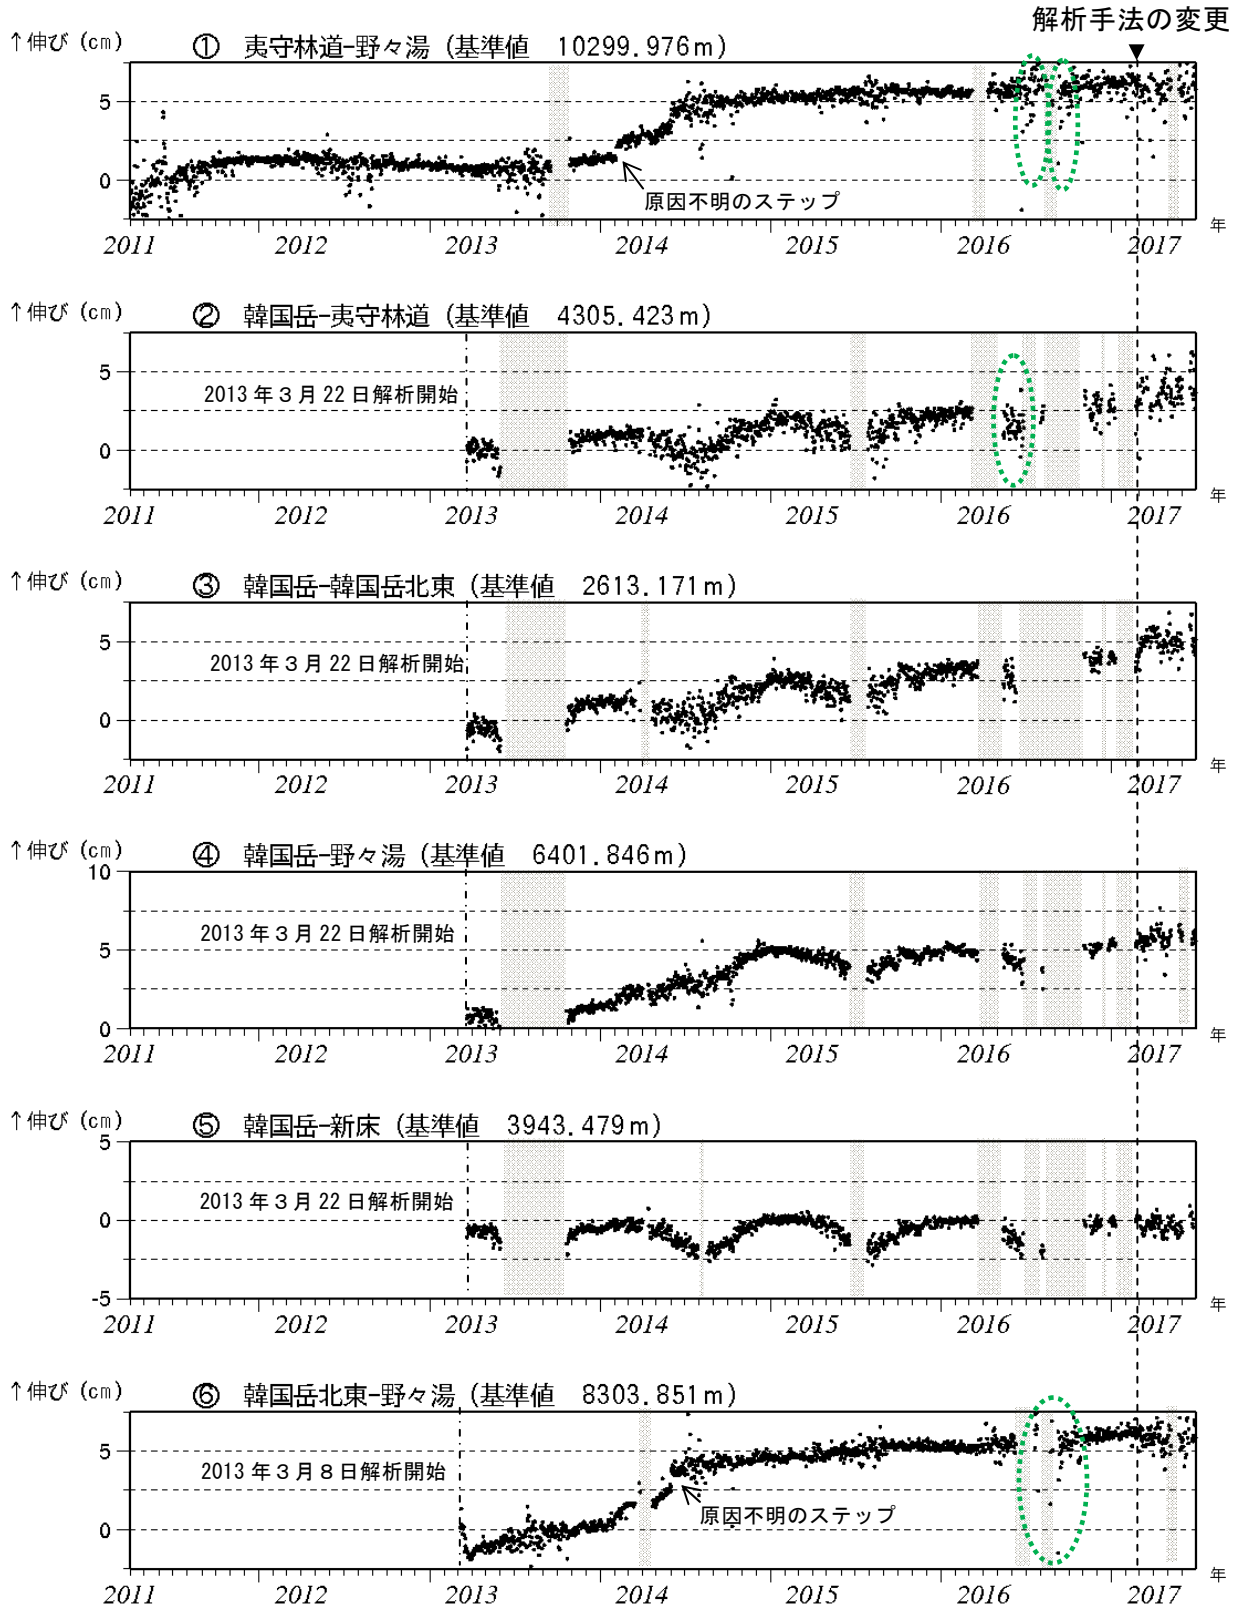 解析手法の変更
▼
↑伸び (cm) ① 夷守林道-野々湯 (基準値 10299.976m)
5
0
原因不明のステップ
2011 2012 2013 2014 2015 2016 2017 年
↑伸び (cm) ② 韓国岳-夷守林道 (基準値 4305.423m)
5
2013年3月22日解析開始
0
2011 2012 2013 2014 2015 2016 2017 年
↑伸び (cm) ③ 韓国岳-韓国岳北東 (基準値 2613.171m)
5
2013年3月22日解析開始
0
2011 2012 2013 2014 2015 2016 2017 年
↑伸び (cm) ④ 韓国岳-野々湯 (基準値 6401.846m)
10
2013年3月22日解析開始
5
0
2011 2012 2013 2014 2015 2016 2017 年
↑伸び (cm) ⑤ 韓国岳-新床 (基準値 3943.479m)
5
2013年3月22日解析開始
0
-5
2011 2012 2013 2014 2015 2016 2017 年
↑伸び (cm) ⑥ 韓国岳北東-野々湯 (基準値 8303.851m)
5
2013年3月8日解析開始
原因不明のステップ
0
2011 2012 2013 2014 2015 2016 2017 年